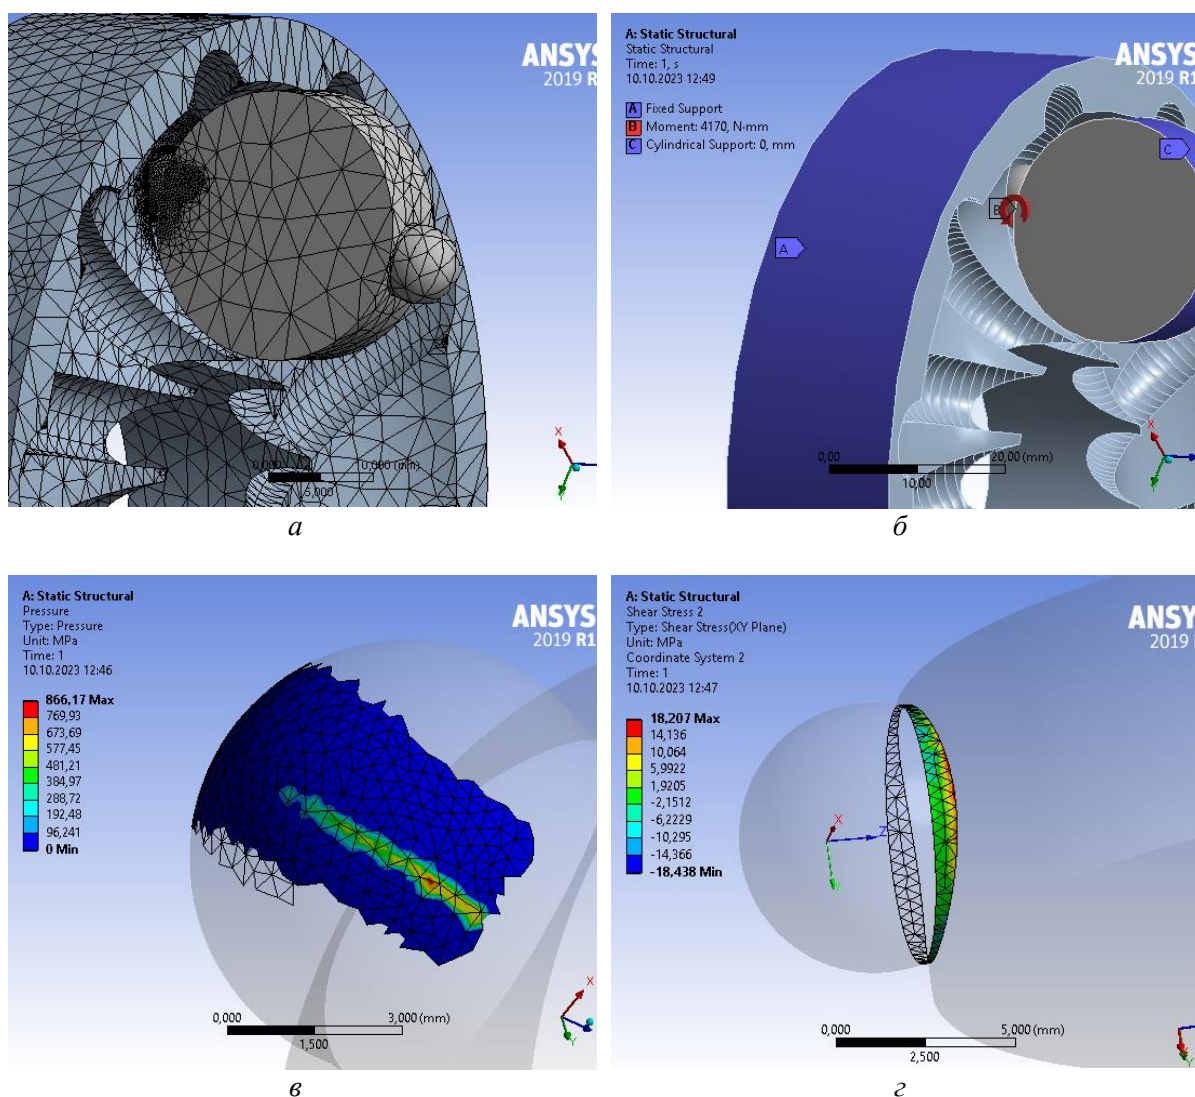 ANSYS
2019 R1
0,000
0,000 (mm)
5,000
X
Y
а
A: Static Structural
Static Structural
Time: 1, s
10.10.2023 12:49
A Fixed Support
B Moment: 4170, N-mm
C Cylindrical Support: 0, mm
ANSYS
2019 R1
A
B
C
0,00
20,00 (mm)
10,00
X
Y
б
A: Static Structural
Pressure
Type: Pressure
Unit: MPa
Time: 1
10.10.2023 12:46
866,17 Max
769,93
673,69
577,45
481,21
384,97
288,72
192,48
96,241
0 Min
ANSYS
2019 R1
0,000
3,000 (mm)
1,500
X
Y
в
A: Static Structural
Shear Stress 2
Type: Shear Stress(XY Plane)
Unit: MPa
Coordinate System 2
Time: 1
10.10.2023 12:47
18,207 Max
14,136
10,064
5,9922
1,9205
-2,1512
-6,2229
-10,295
-14,366
-18,438 Min
ANSY
2019
X
Z
Y
0,000
5,000 (mm)
2,500
X
Y
г